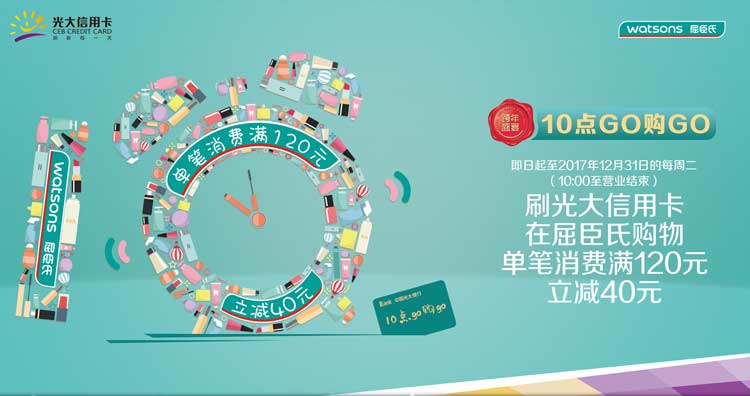 光大信用卡
CEB CREDIT CARD
watsons 屈臣氏
单笔消费满120元
watsons 屈臣氏
立减40元
10点go购go
跨年
盛宴
10点GO购GO
即日起至2017年12月31日的每周二
（10:00至营业结束）
刷光大信用卡
在屈臣氏购物
单笔消费满120元
立减40元